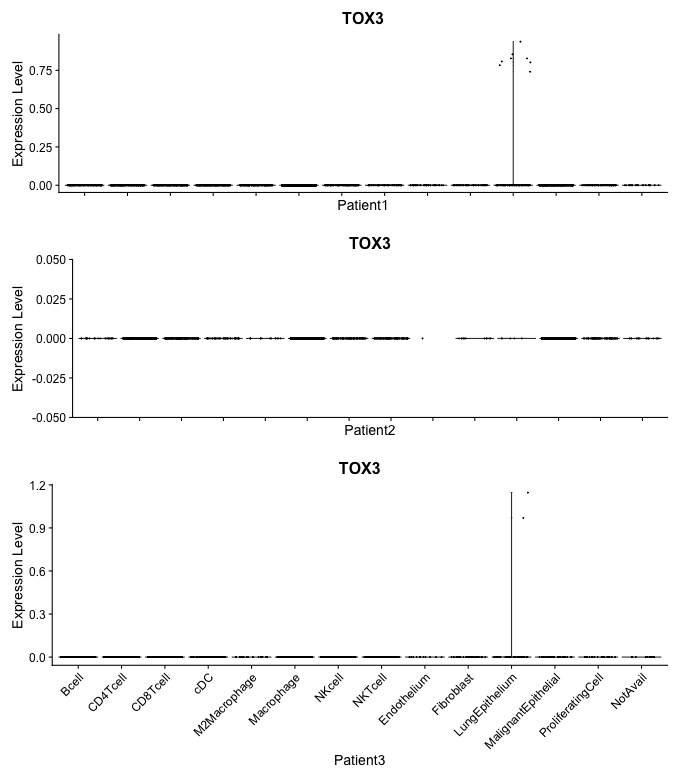 TOX3
Expression Level
0.75
0.50
0.25
0.00
Patient1
TOX3
Expression Level
0.050
0.025
0.000
-0.025
-0.050
Patient2
TOX3
Expression Level
1.2
0.9
0.6
0.3
0.0
Bcell
CD4Tcell
CD8Tcell
cDC
M2Macrophage
Macrophage
NKcell
NKTcell
Endothelium
Fibroblast
LungEpithelium
MalignantEpithelial
ProliferatingCell
NotAvail
Patient3